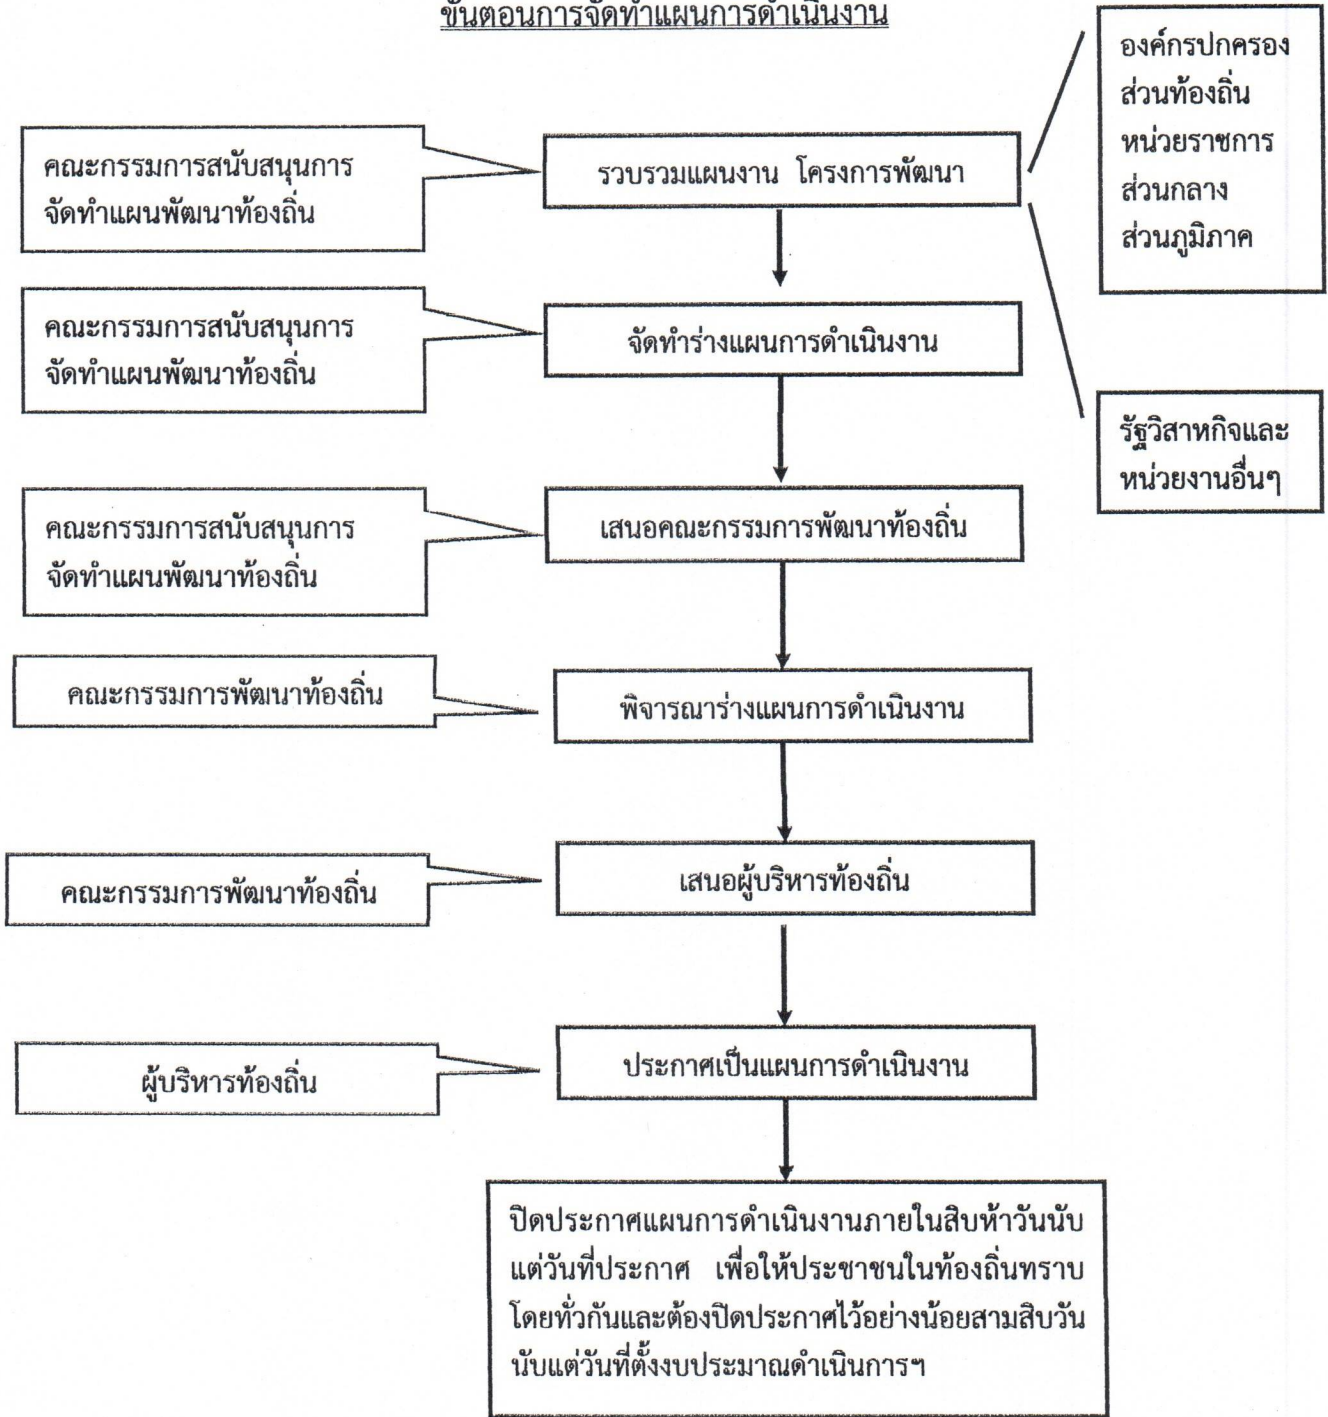 ขั้นตอนการจัดทำแผนการดำเนินงาน
องค์กรปกครอง
ส่วนท้องถิ่น
หน่วยราชการ
ส่วนกลาง
ส่วนภูมิภาค
คณะกรรมการสนับสนุนการ
จัดทำแผนพัฒนาท้องถิ่น
รวบรวมแผนงาน โครงการพัฒนา
คณะกรรมการสนับสนุนการ
จัดทำแผนพัฒนาท้องถิ่น
จัดทำร่างแผนการดำเนินงาน
รัฐวิสาหกิจและ
หน่วยงานอื่นๆ
คณะกรรมการสนับสนุนการ
จัดทำแผนพัฒนาท้องถิ่น
เสนอคณะกรรมการพัฒนาท้องถิ่น
คณะกรรมการพัฒนาท้องถิ่น
พิจารณาร่างแผนการดำเนินงาน
คณะกรรมการพัฒนาท้องถิ่น
เสนอผู้บริหารท้องถิ่น
ผู้บริหารท้องถิ่น
ประกาศเป็นแผนการดำเนินงาน
ปิดประกาศแผนการดำเนินงานภายในสิบห้าวันนับ
แต่วันที่ประกาศ เพื่อให้ประชาชนในท้องถิ่นทราบ
โดยทั่วกันและต้องปิดประกาศไว้อย่างน้อยสามสิบวัน
นับแต่วันที่ตั้งงบประมาณดำเนินการฯ